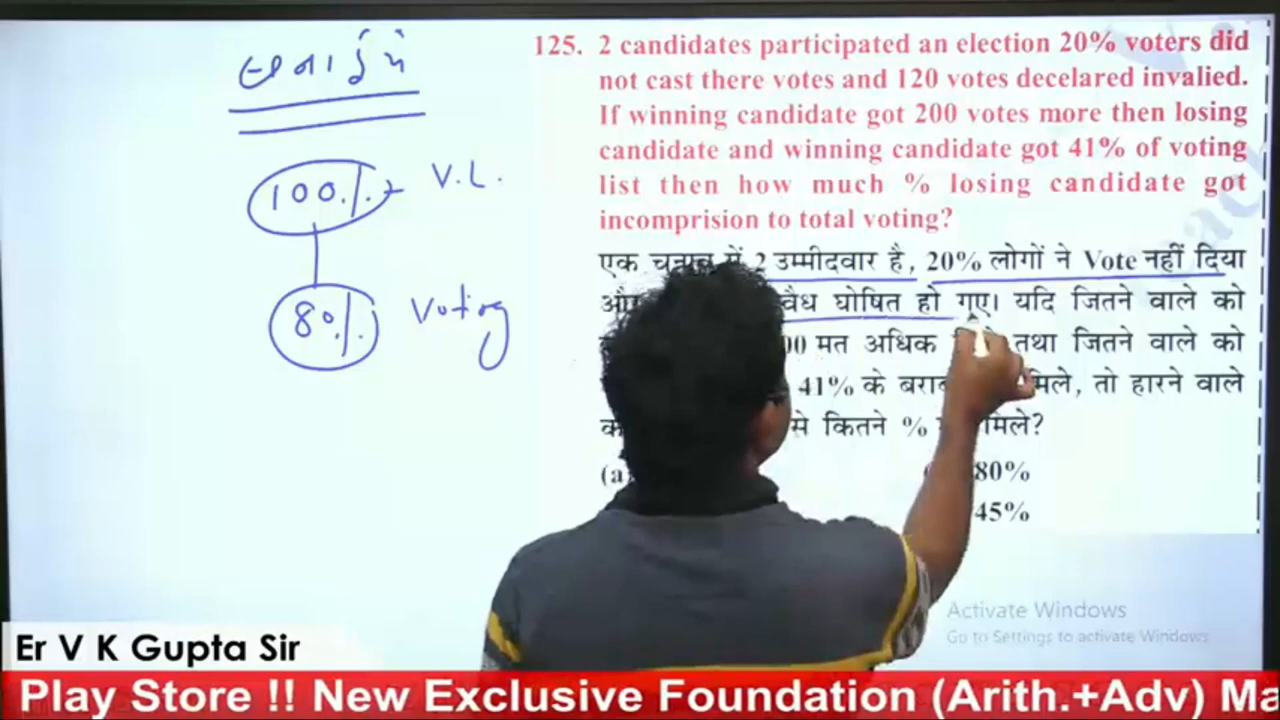 100% V.L.
80% Voting
125. 2 candidates participated an election 20% voters did
not cast there votes and 120 votes decelared invalied.
If winning candidate got 200 votes more then losing
candidate and winning candidate got 41% of voting
list then how much % losing candidate got
incomprision to total voting?
एक चुनाव में 2 उम्मीदवार है, 20% लोगों ने Vote नहीं दिया
घोषित हो गए। यदि जितने वाले को
मत अधिक तथा जितने वाले को
41% के मिले, तो हारने वाले
से कितने % मिले?
(a) 80%
45%
Activate Windows
Go to Settings to activate Windows.
Er V K Gupta Sir
Play Store !! New Exclusive Foundation (Arith.+Adv) Ma